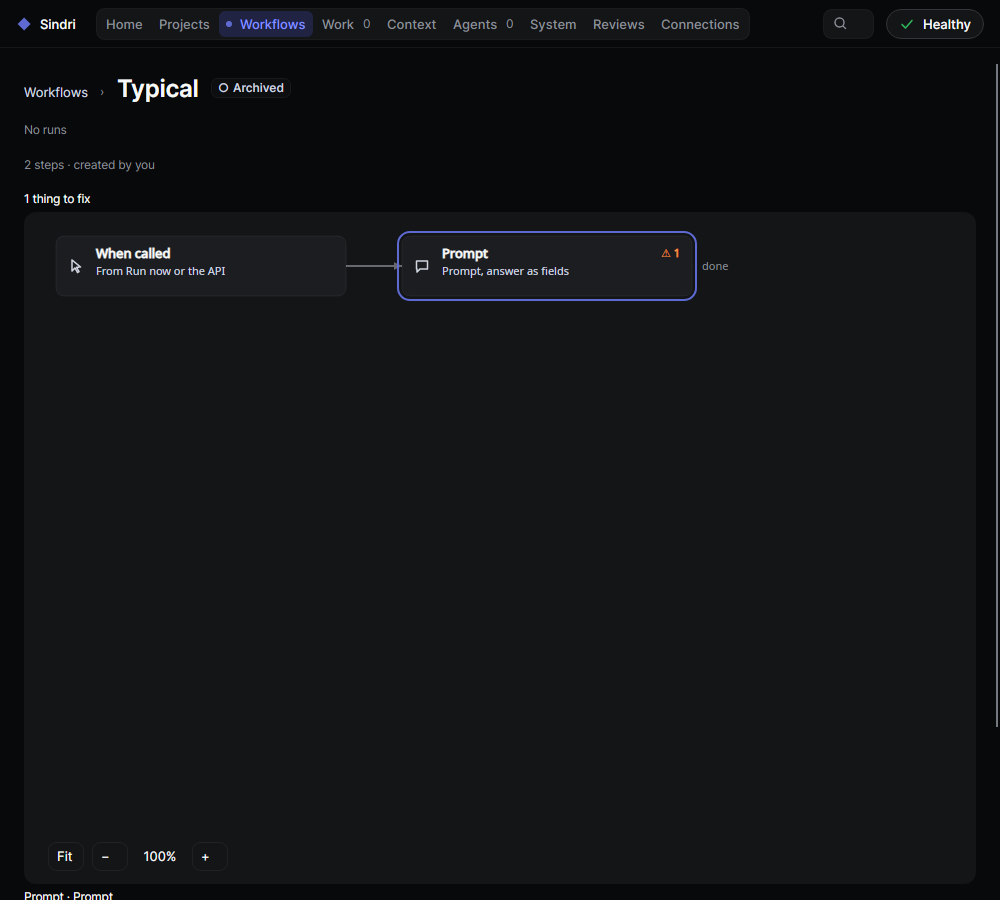 Sindri
Home Projects Workflows Work 0 Context Agents 0 System Reviews Connections
Healthy
Workflows › Typical Archived
No runs
2 steps · created by you
1 thing to fix
When called
From Run now or the API
Prompt
⚠ 1
Prompt, answer as fields
done
Fit − 100% +
Prompt · Prompt